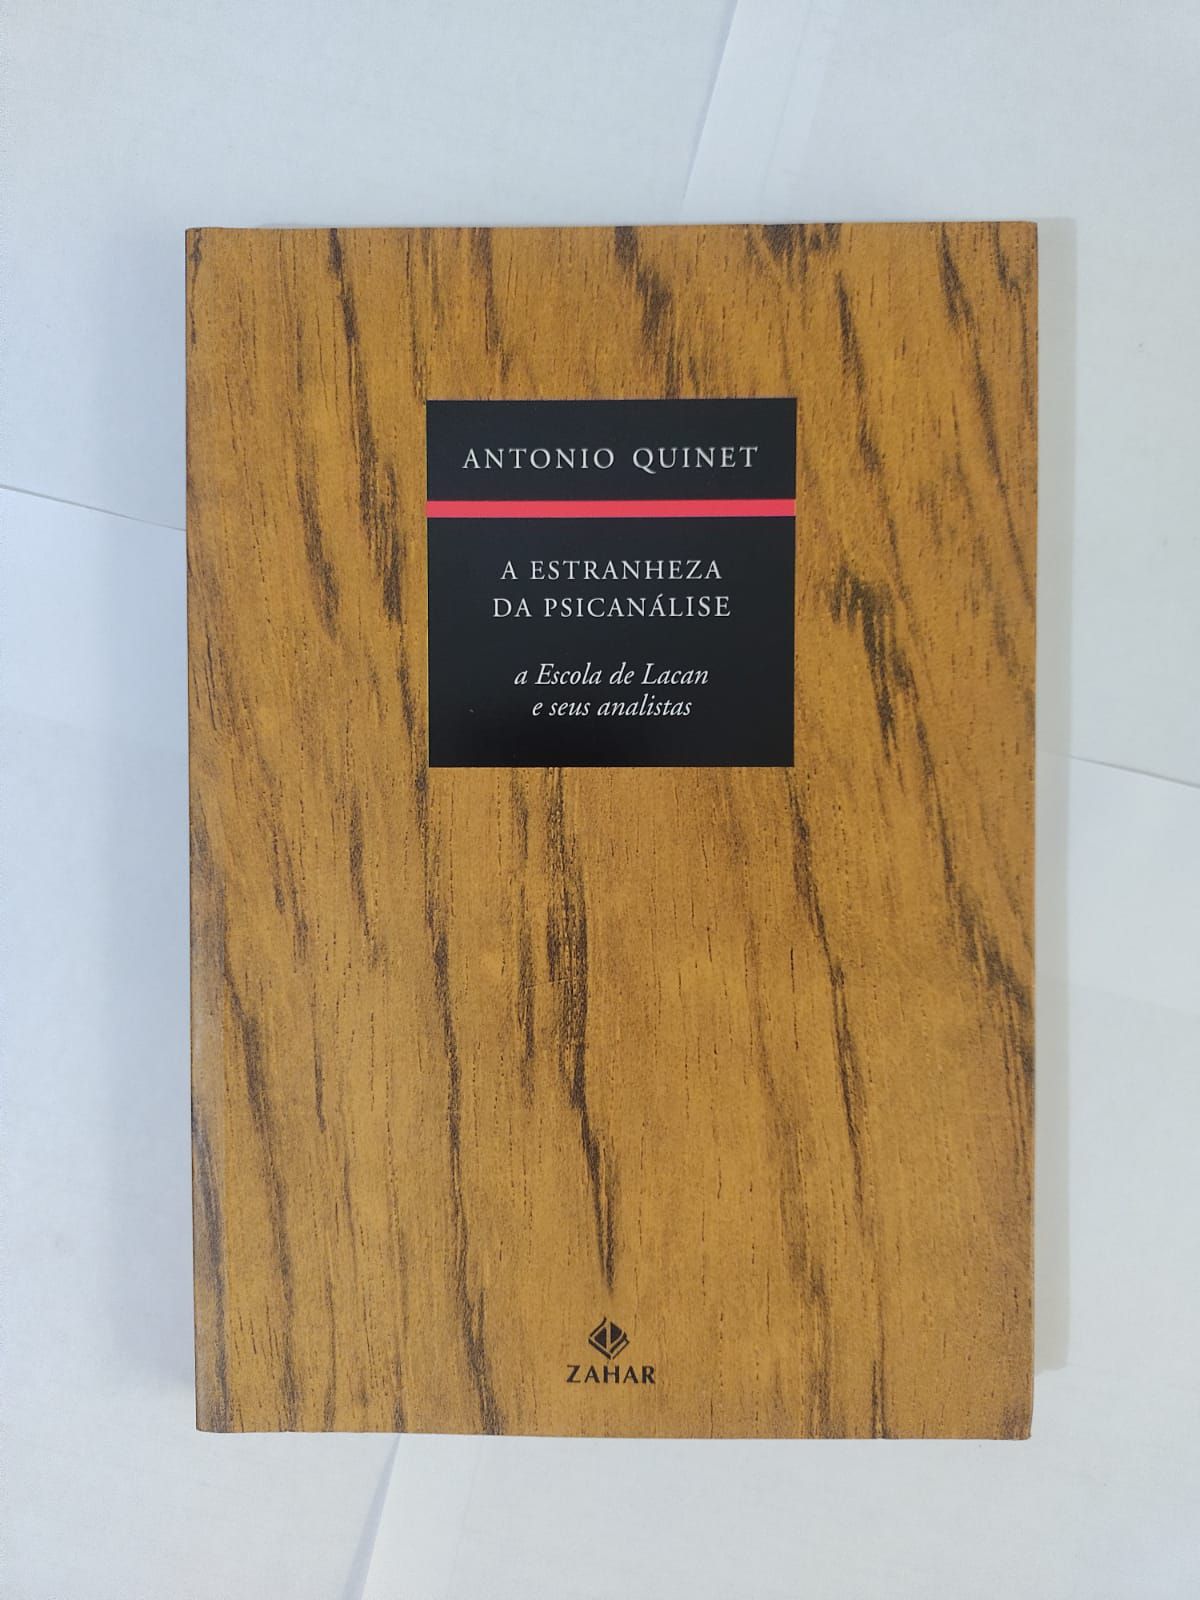 ANTONIO QUINET
A ESTRANHEZA
DA PSICANÁLISE
a Escola de Lacan
e seus analistas
ZAHAR